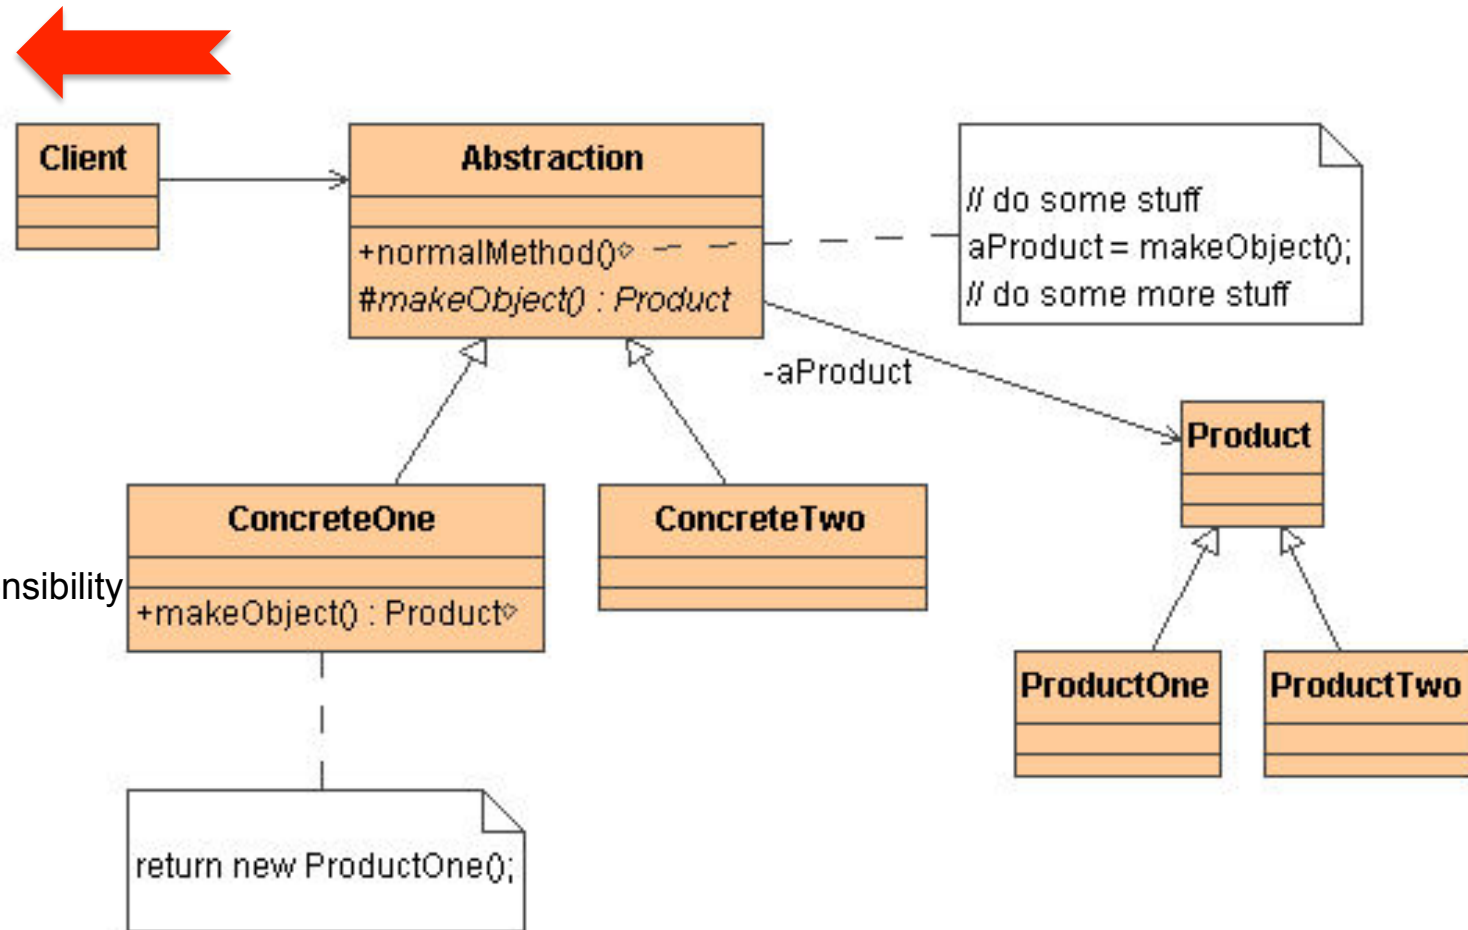 Client
Abstraction
+normalMethod()
#makeObject() : Product
// do some stuff
aProduct = makeObject();
// do some more stuff
-aProduct
Product
ConcreteOne
+makeObject() : Product
ConcreteTwo
nsibility
ProductOne
ProductTwo
return new ProductOne();